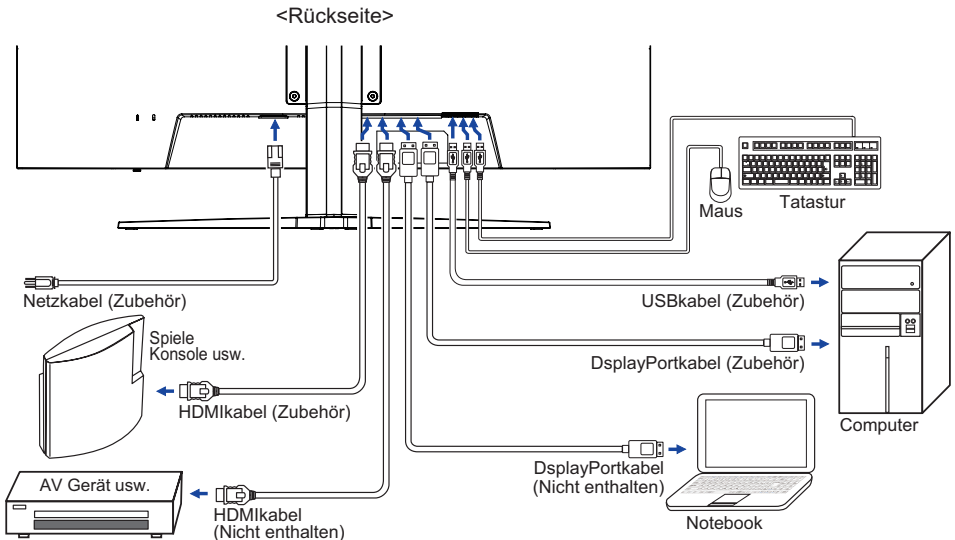 <Rückseite>
Maus
Tatastur
Netzkabel (Zubehör)
USBkabel (Zubehör)
Spiele
Konsole usw.
DsplayPortkabel (Zubehör)
HDMIkabel (Zubehör)
Computer
DsplayPortkabel
(Nicht enthalten)
AV Gerät usw.
HDMIkabel
(Nicht enthalten)
Notebook